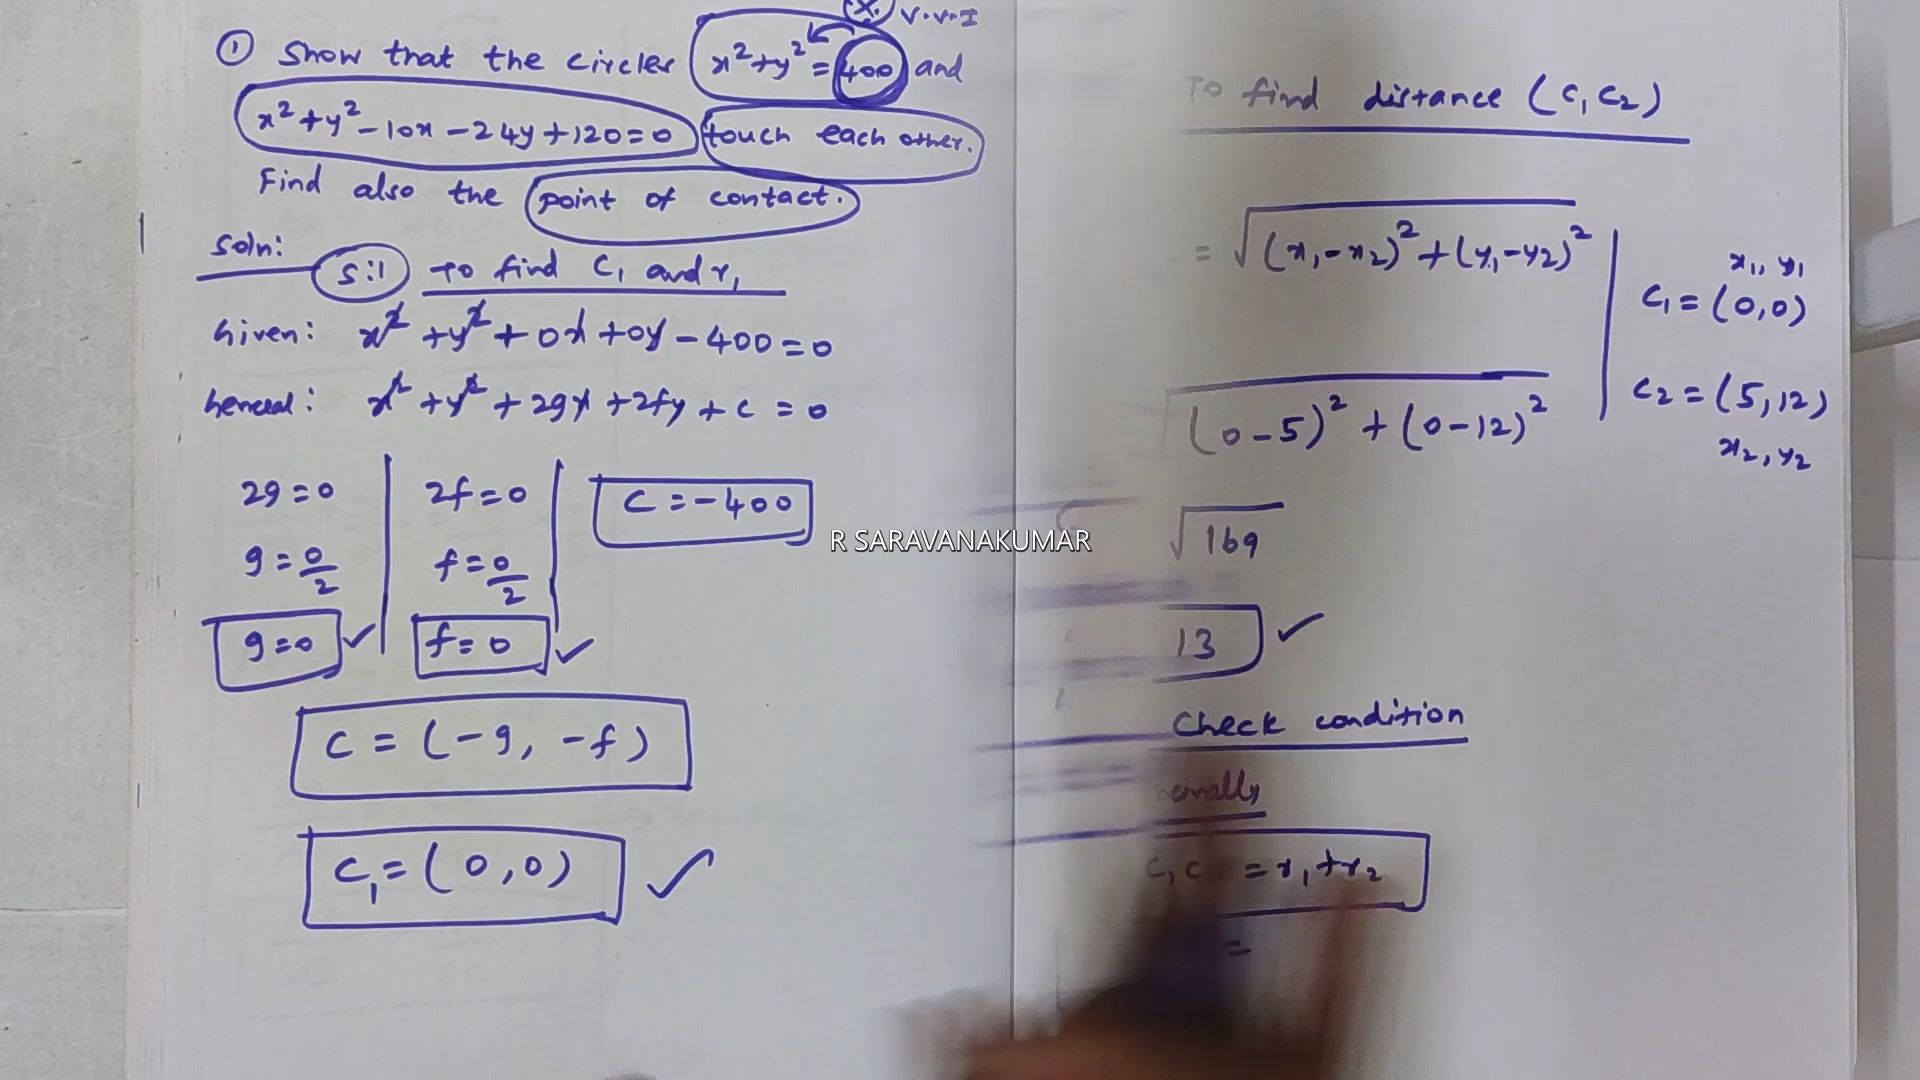 (X.) V.V.I
① Show that the circles x²+y²=400 and
x²+y²-10x-24y+120=0 touch each other.
Find also the point of contact.
Soln:
S:1 To find C₁ and r₁
Given: x²+y²+0x+0y-400=0
General: x²+y²+2gx+2fy+c=0
2g=0
g=0/2
g=0 ✓
2f=0
f=0/2
f=0 ✓
C=-400
C=(-g, -f)
C₁=(0,0) ✓
To find distance (C₁C₂)
=√(x₁-x₂)²+(y₁-y₂)²
x₁, y₁
C₁=(0,0)
C₂=(5,12)
x₂, y₂
√(0-5)²+(0-12)²
√169
13 ✓
Check condition
=r₁+r₂
=
R SARAVANAKUMAR